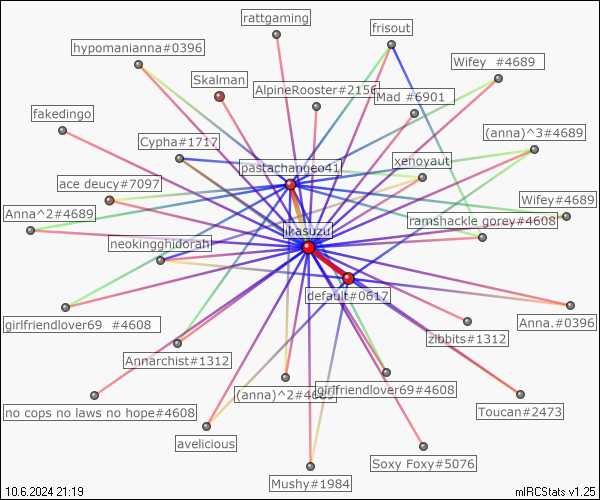 rattgaming
frisout
hypomanianna#0396
Wifey  #4689
Skalman
AlpineRooster#2156
Mad #6901
fakedingo
Cypha#1717
(anna)^3#4689
pastachangeo41
xenoyaut
ace deucy#7097
Wifey#4689
Anna^2#4689
ramshackle gorey#4608
ikasuzu
neokingghidorah
default#0617
girlfriendlover69  #4608
Anna.#0396
zibbits#1312
Annarchist#1312
(anna)^2#4689
girlfriendlover69#4608
no cops no laws no hope#4608
Toucan#2473
avelicious
Soxy Foxy#5076
Mushy#1984
10.6.2024 21:19
mIRCStats v1.25